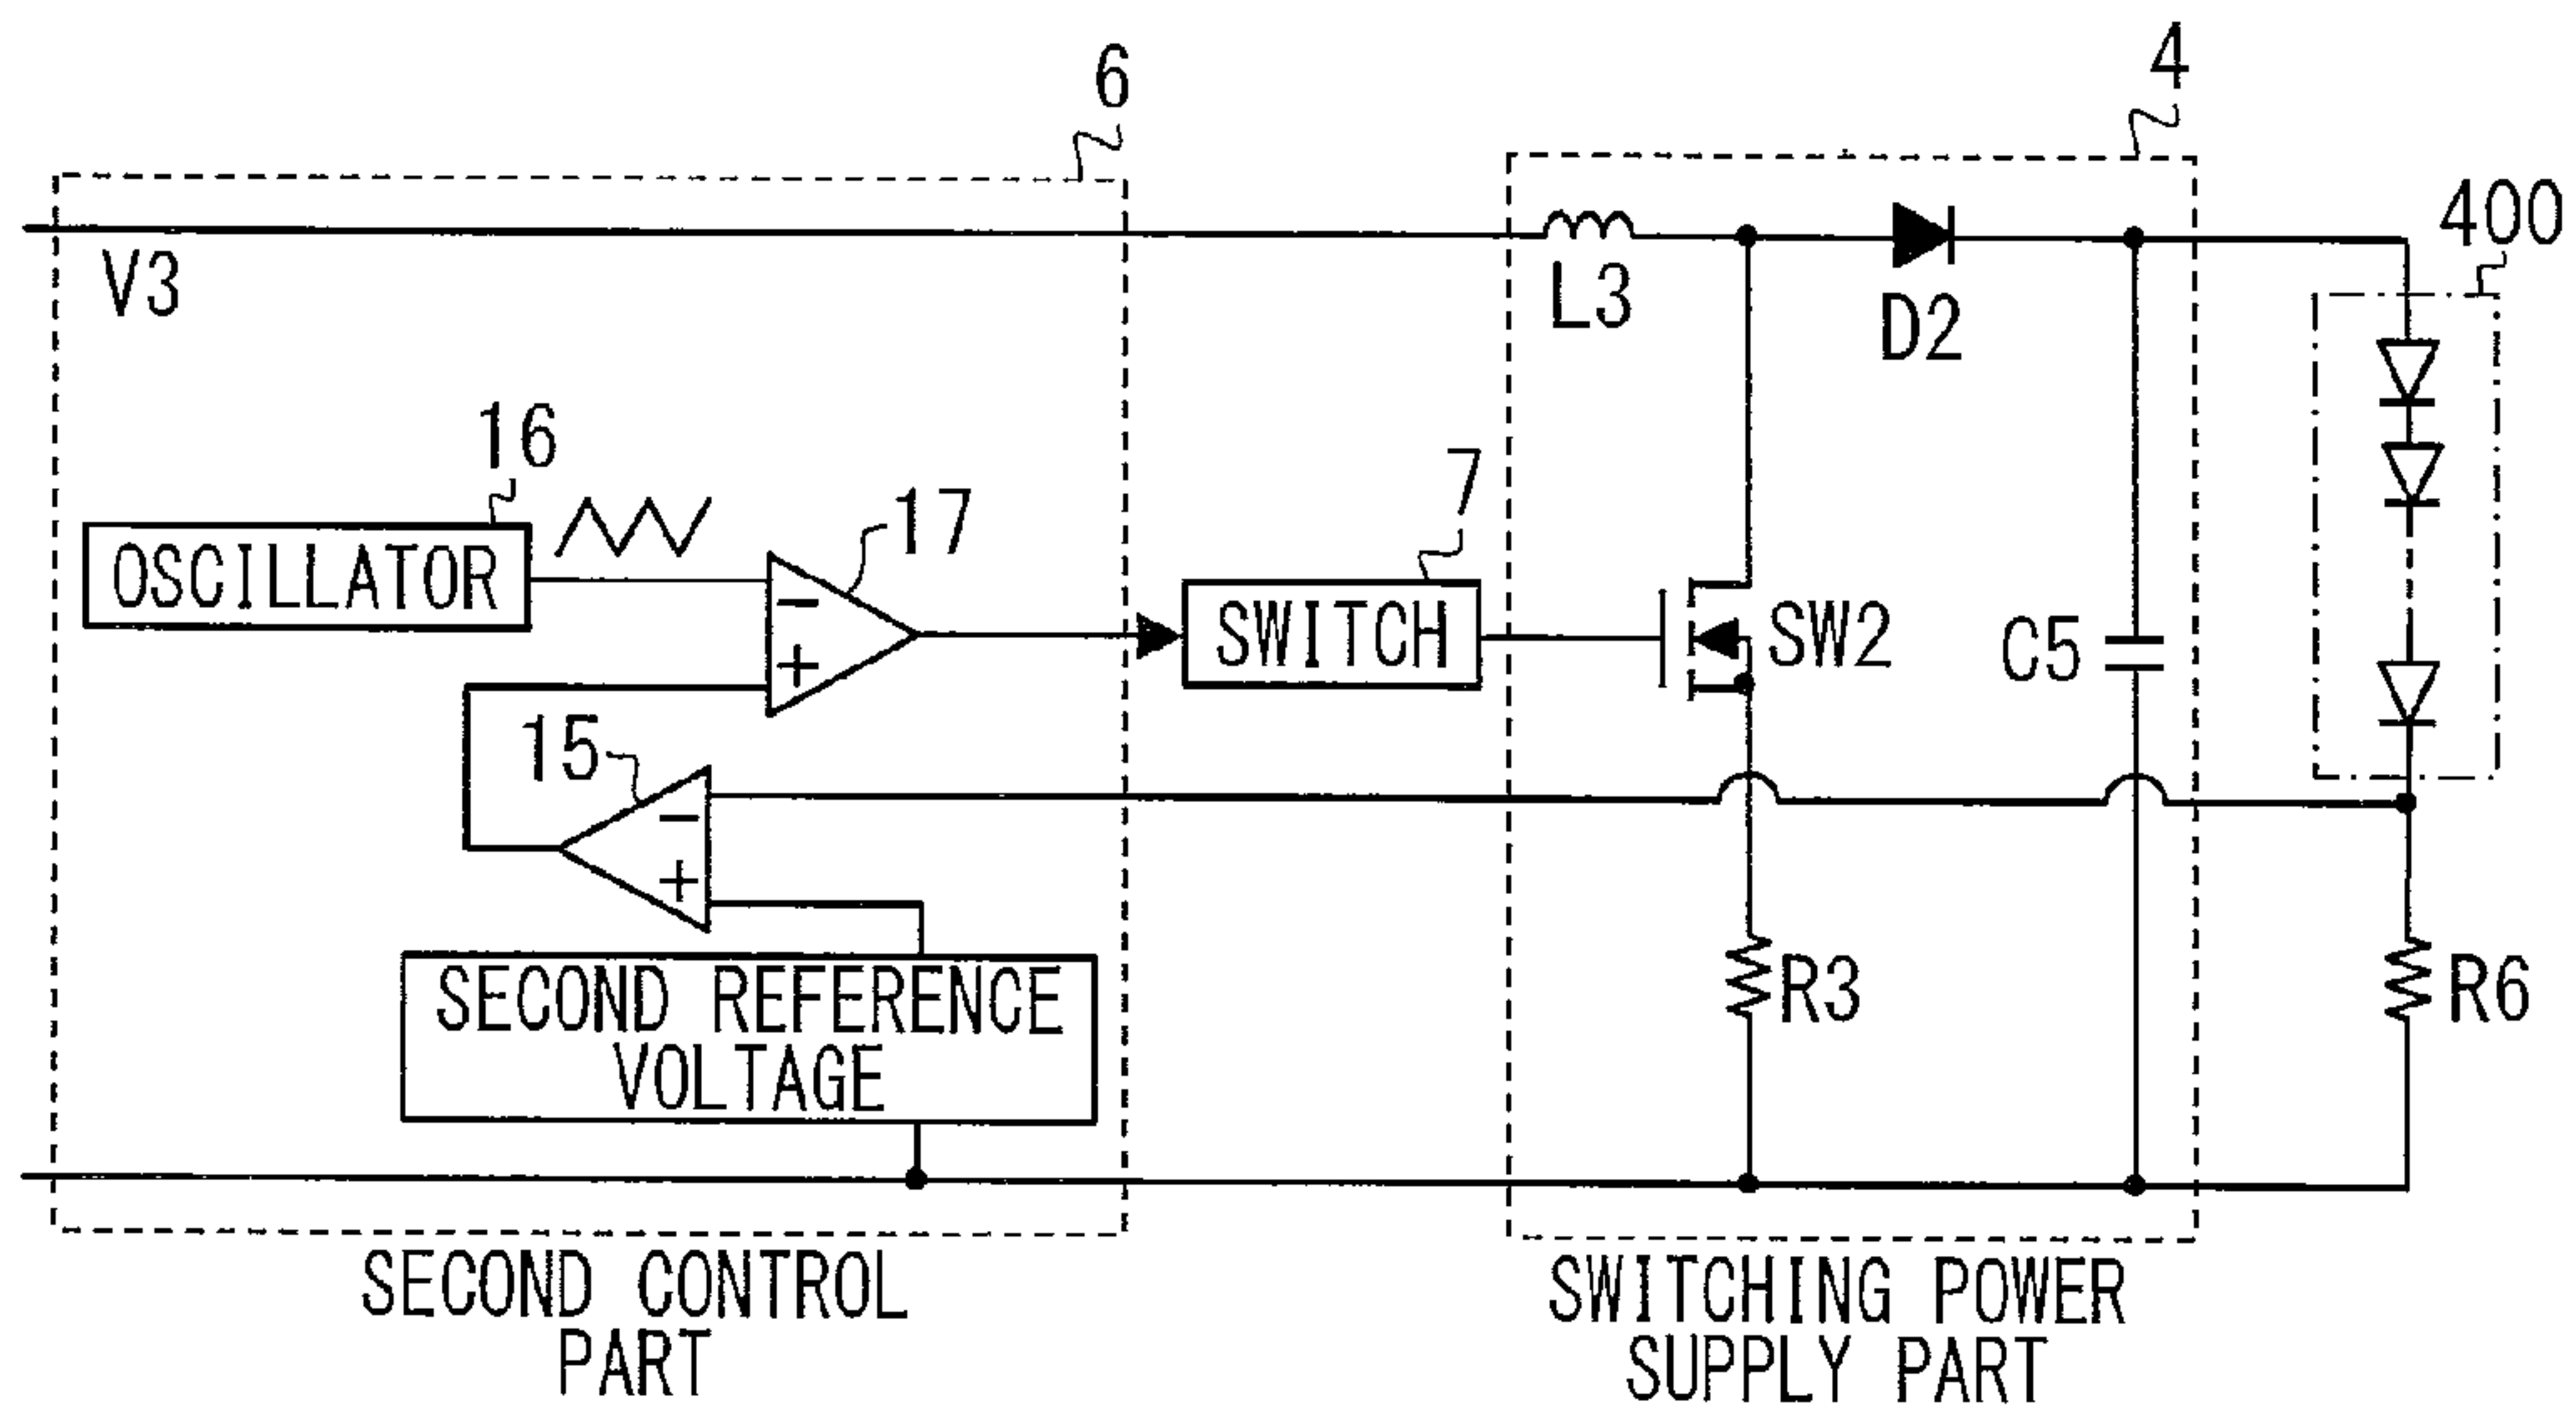 6
4
400
V3
L3
D2
16
17
7
OSCILLATOR
−
+
SWITCH
SW2
C5
15
−
+
SECOND REFERENCE
VOLTAGE
R3
R6
SECOND CONTROL
PART
SWITCHING POWER
SUPPLY PART